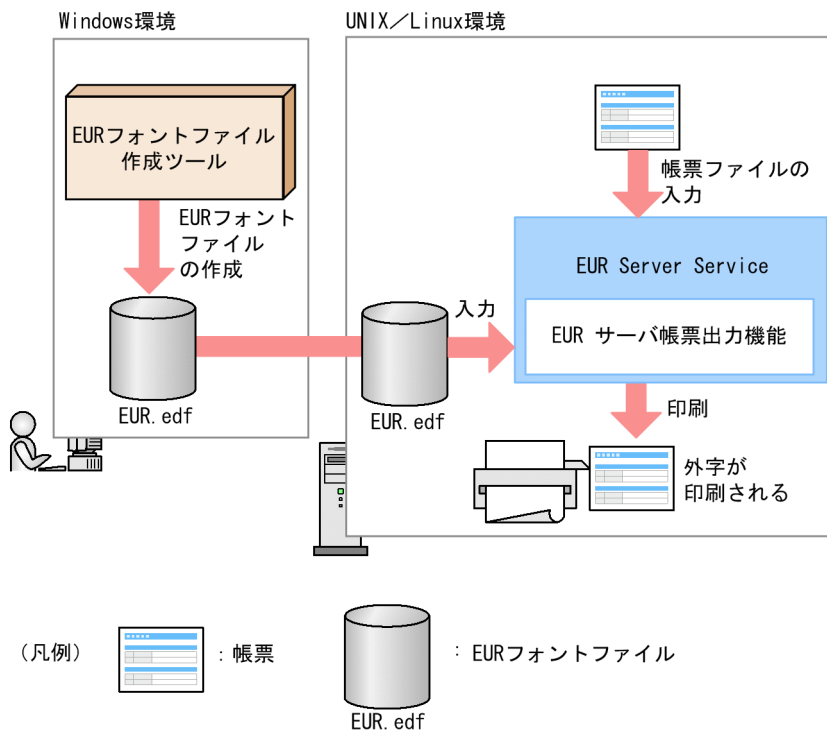 Windows環境
UNIX／Linux環境
EURフォントファイル
作成ツール
EURフォント
ファイル
の作成
EUR.edf
帳票ファイルの
入力
EUR Server Service
EUR サーバ帳票出力機能
入力
EUR.edf
印刷
外字が
印刷される
（凡例）
：帳票
：EURフォントファイル
EUR.edf